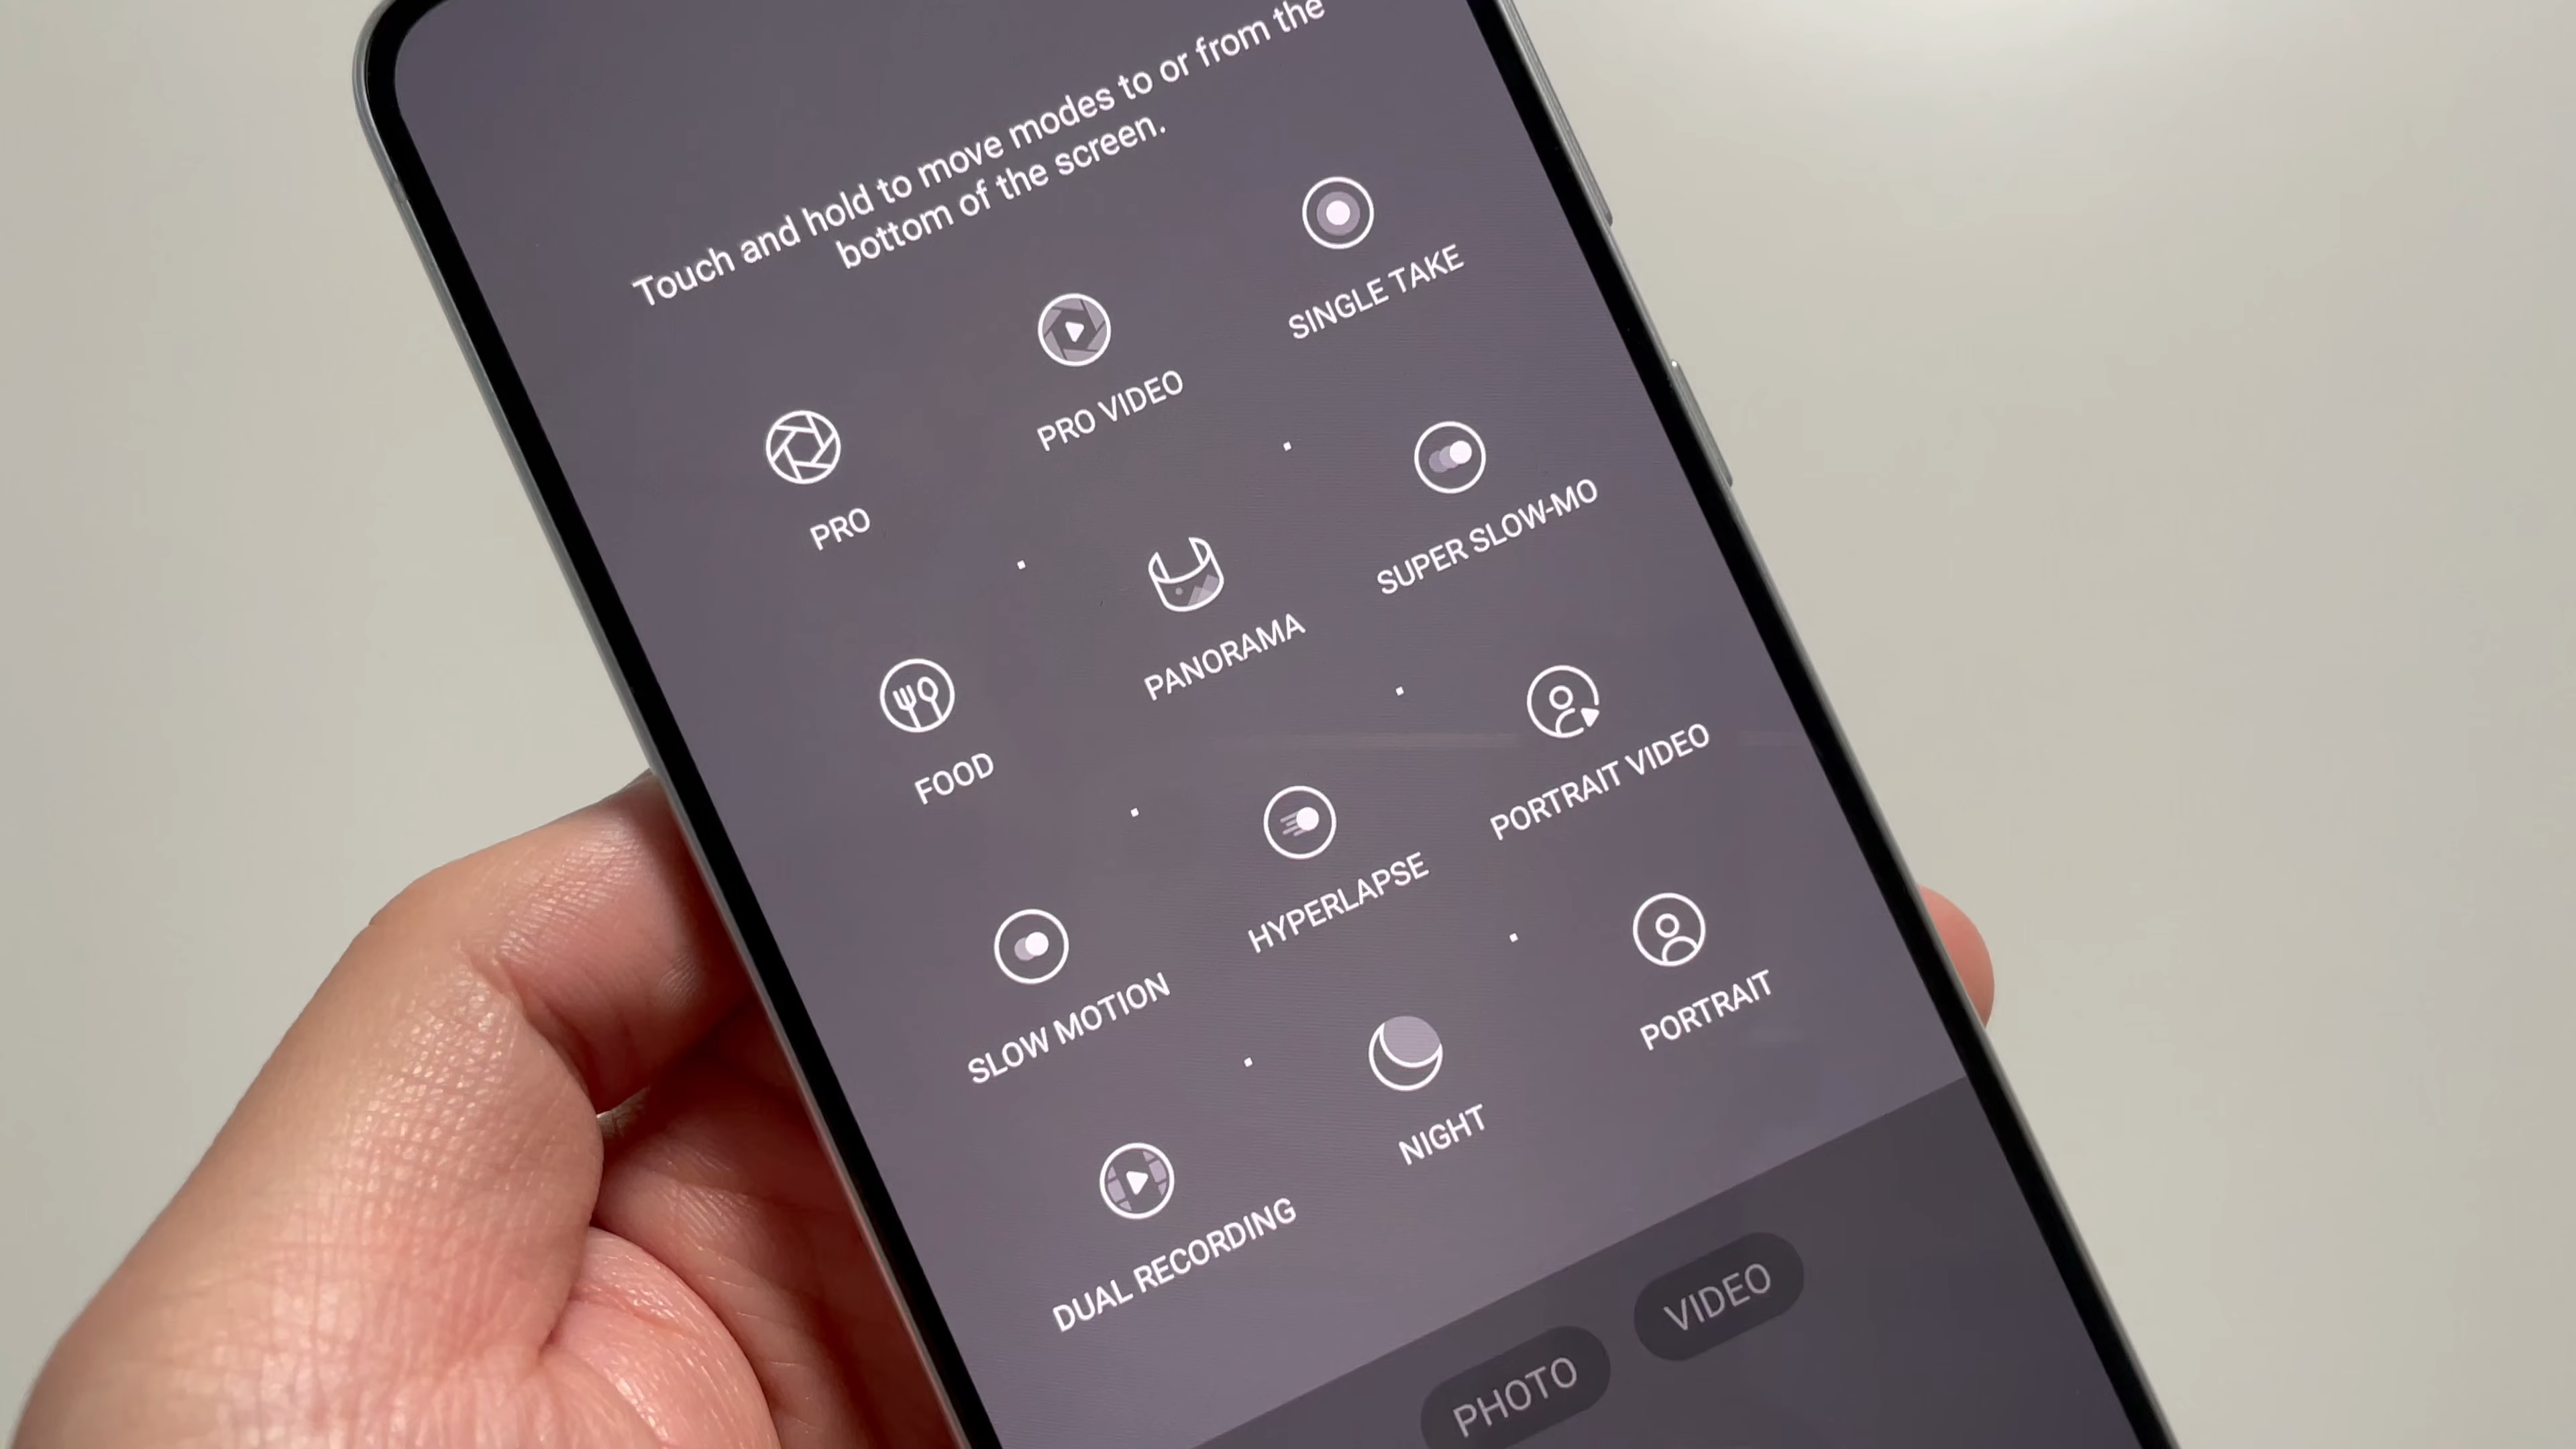 Touch and hold to move modes to or from the
bottom of the screen.
PRO
PRO VIDEO
SINGLE TAKE
FOOD
PANORAMA
SUPER SLOW-MO
SLOW MOTION
HYPERLAPSE
PORTRAIT VIDEO
DUAL RECORDING
NIGHT
PORTRAIT
PHOTO
VIDEO